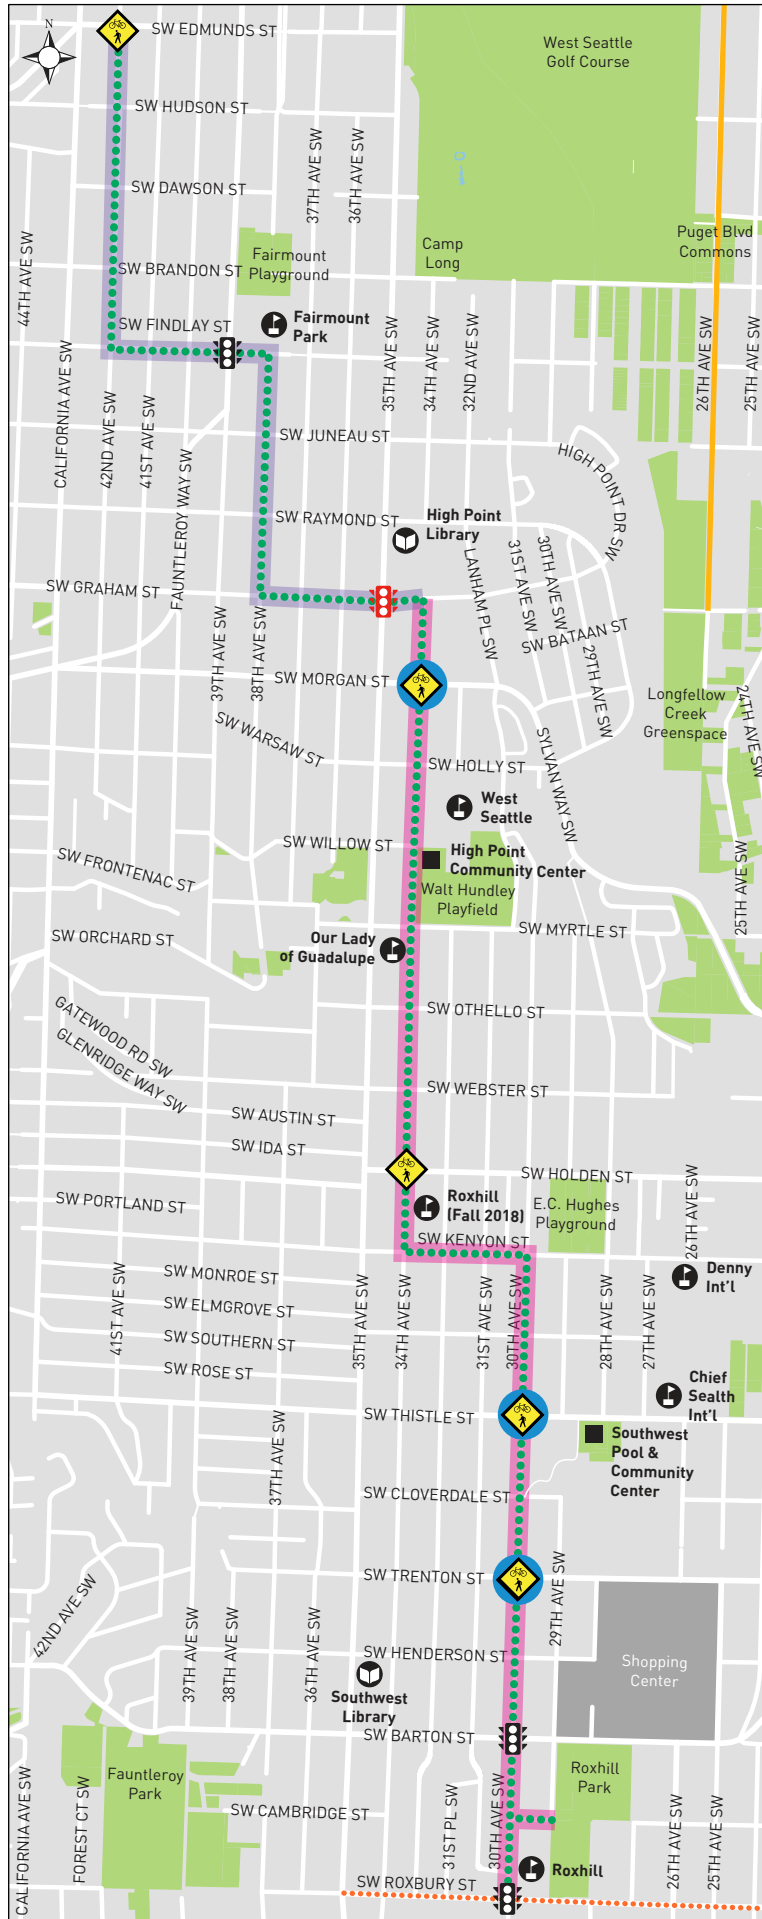 N
SW EDMUNDS ST
West Seattle
Golf Course
SW HUDSON ST
37TH AVE SW
36TH AVE SW
SW DAWSON ST
44TH AVE SW
SW BRANDON ST
Fairmount
Playground
Camp
Long
Puget Blvd
Commons
SW FINDLAY ST
Fairmount
Park
35TH AVE SW
34TH AVE SW
32ND AVE SW
26TH AVE SW
25TH AVE SW
CALIFORNIA AVE SW
42ND AVE SW
41ST AVE SW
FAUNTLEROY WAY SW
SW JUNEAU ST
HIGH POINT DR SW
SW RAYMOND ST
High Point
Library
LANHAM PL SW
31ST AVE SW
30TH AVE SW
SW GRAHAM ST
39TH AVE SW
38TH AVE SW
SW BATAAN ST
29TH AVE SW
SW MORGAN ST
Longfellow
Creek
Greenspace
24TH AVE SW
SW WARSAW ST
SW HOLLY ST
SYLVAN WAY SW
West
Seattle
SW WILLOW ST
High Point
Community Center
SW FRONTENAC ST
Walt Hundley
Playfield
25TH AVE SW
SW ORCHARD ST
Our Lady
of Guadalupe
SW MYRTLE ST
SW OTHELLO ST
GATEWOOD RD SW
GLENRIDGE WAY SW
SW WEBSTER ST
SW AUSTIN ST
SW IDA ST
SW HOLDEN ST
SW PORTLAND ST
Roxhill
(Fall 2018)
E.C. Hughes
Playground
26TH AVE SW
SW KENYON ST
Denny
Int'l
41ST AVE SW
SW MONROE ST
SW ELMGROVE ST
SW SOUTHERN ST
SW ROSE ST
35TH AVE SW
34TH AVE SW
31ST AVE SW
30TH AVE SW
28TH AVE SW
27TH AVE SW
Chief
Sealth
Int'l
SW THISTLE ST
37TH AVE SW
Southwest
Pool &
Community
Center
SW CLOVERDALE ST
SW TRENTON ST
29TH AVE SW
42ND AVE SW
39TH AVE SW
38TH AVE SW
36TH AVE SW
SW HENDERSON ST
Shopping
Center
Southwest
Library
SW BARTON ST
CALIFORNIA AVE SW
FOREST CT SW
Fauntleroy
Park
Roxhill
Park
31ST PL SW
30TH AVE SW
26TH AVE SW
25TH AVE SW
SW CAMBRIDGE ST
Roxhill
SW ROXBURY ST